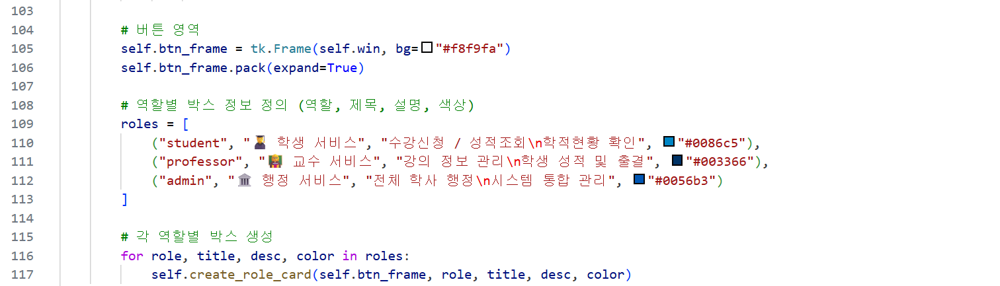 103
104 # 버튼 영역
105 self.btn_frame = tk.Frame(self.win, bg="#f8f9fa")
106 self.btn_frame.pack(expand=True)
107
108 # 역할별 박스 정보 정의 (역할, 제목, 설명, 색상)
109 roles = [
110 ("student", "👨‍🎓 학생 서비스", "수강신청 / 성적조회\n학적현황 확인", "#0086c5"),
111 ("professor", "👩‍🏫 교수 서비스", "강의 정보 관리\n학생 성적 및 출결", "#003366"),
112 ("admin", "🏛️ 행정 서비스", "전체 학사 행정\n시스템 통합 관리", "#0056b3")
113 ]
114
115 # 각 역할별 박스 생성
116 for role, title, desc, color in roles:
117 self.create_role_card(self.btn_frame, role, title, desc, color)